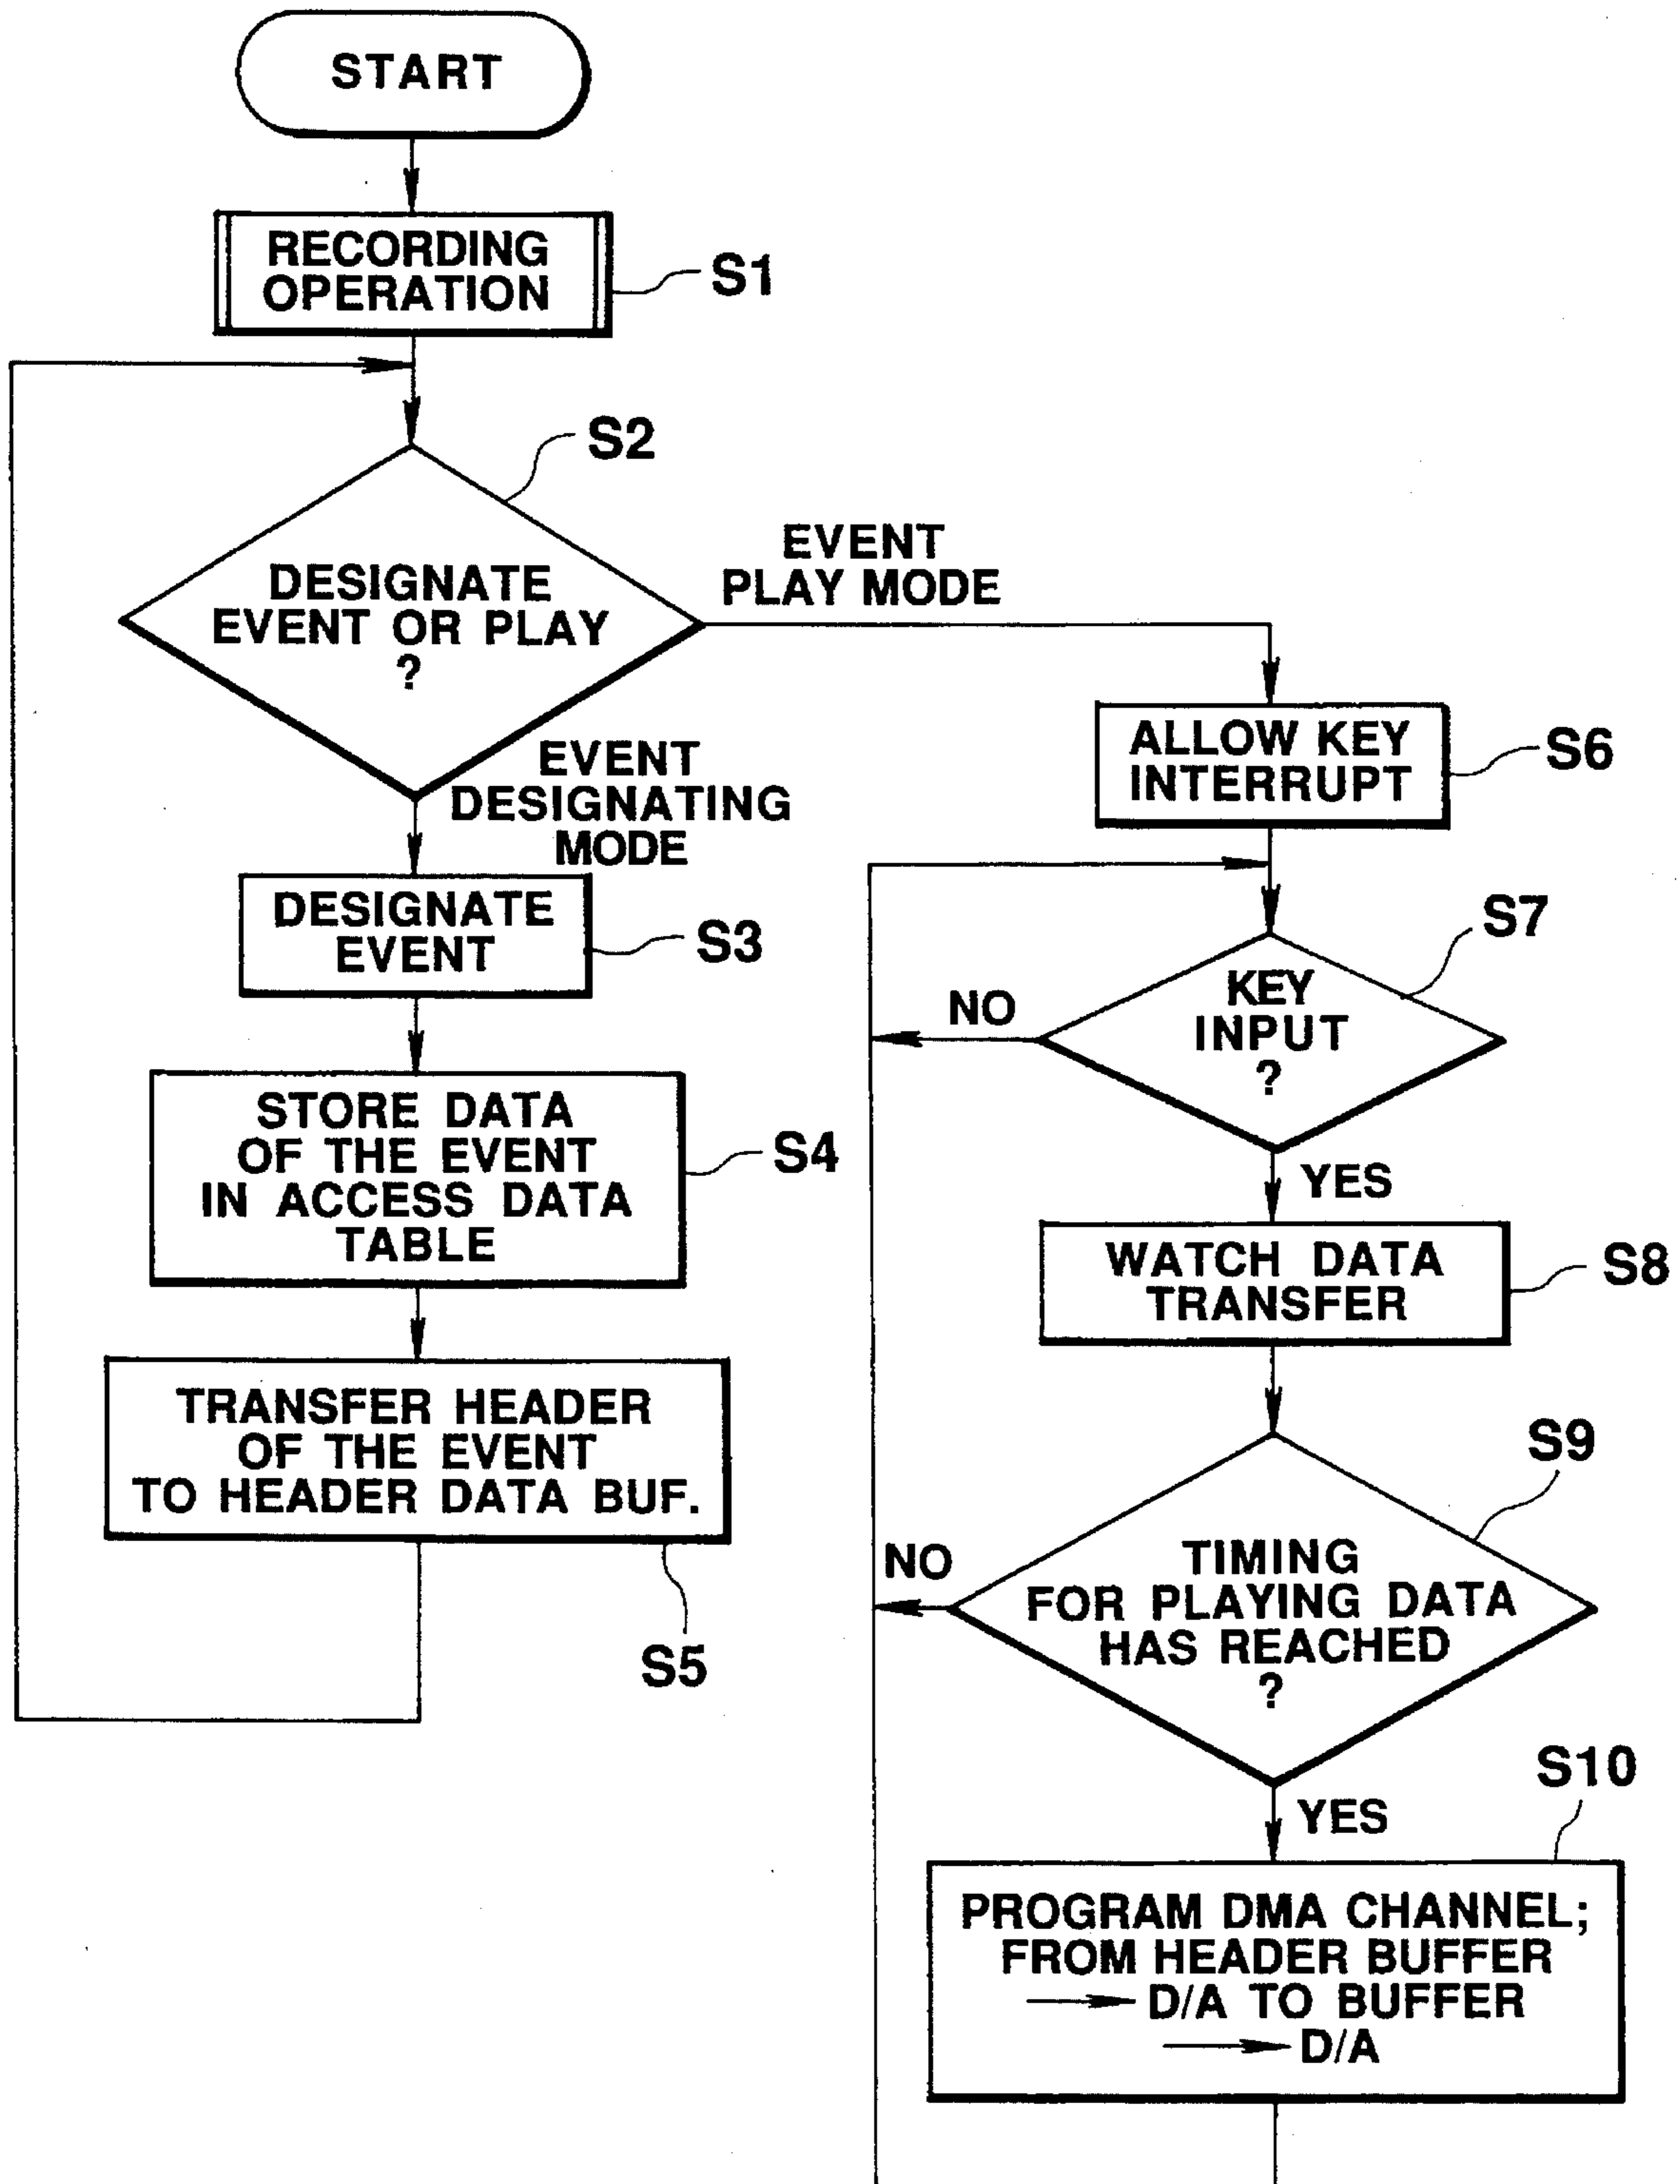 START
RECORDING
OPERATION
S1
S2
DESIGNATE
EVENT OR PLAY
?
EVENT
PLAY MODE
EVENT
DESIGNATING
MODE
DESIGNATE
EVENT
S3
STORE DATA
OF THE EVENT
IN ACCESS DATA
TABLE
S4
TRANSFER HEADER
OF THE EVENT
TO HEADER DATA BUF.
S5
ALLOW KEY
INTERRUPT
S6
S7
KEY
INPUT
?
NO
YES
WATCH DATA
TRANSFER
S8
S9
TIMING
FOR PLAYING DATA
HAS REACHED
?
NO
YES
S10
PROGRAM DMA CHANNEL;
FROM HEADER BUFFER
→ D/A TO BUFFER
→ D/A